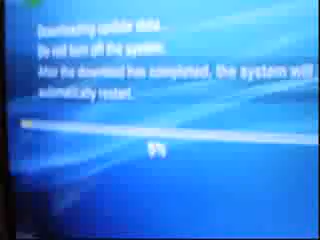 Downloading update data...
Do not turn off the system.
After the download has completed, the system will
automatically restart.